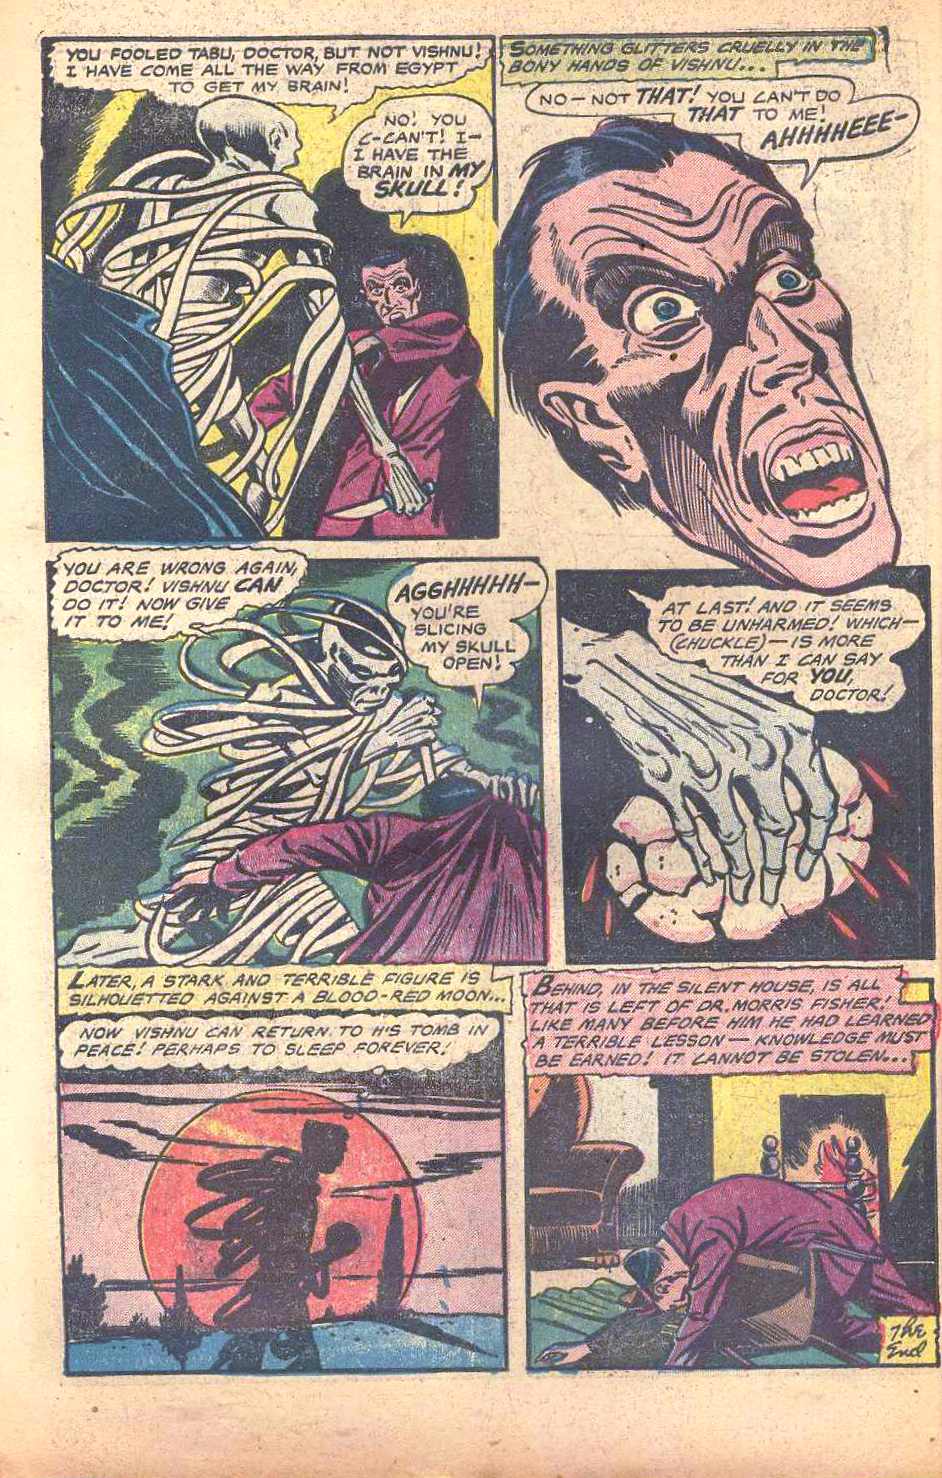 YOU FOOLED TABU, DOCTOR, BUT NOT VISHNU!
I HAVE COME ALL THE WAY FROM EGYPT
TO GET MY BRAIN!
NO! YOU
C-CAN'T! I-
I HAVE THE
BRAIN IN MY
SKULL!
SOMETHING GLITTERS CRUELLY IN THE
BONY HANDS OF VISHNU...
NO-NOT THAT! YOU CAN'T DO
THAT TO ME!
AHHHHEEE-
YOU ARE WRONG AGAIN,
DOCTOR! VISHNU CAN
DO IT! NOW GIVE
IT TO ME!
AGGHHHHH-
YOU'RE
SLICING
MY SKULL
OPEN!
AT LAST! AND IT SEEMS
TO BE UNHARMED! WHICH-
(CHUCKLE)-IS MORE
THAN I CAN SAY
FOR YOU,
DOCTOR!
LATER, A STARK AND TERRIBLE FIGURE IS
SILHOUETTED AGAINST A BLOOD-RED MOON...
NOW VISHNU CAN RETURN TO HIS TOMB IN
PEACE! PERHAPS TO SLEEP FOREVER!
BEHIND, IN THE SILENT HOUSE, IS ALL
THAT IS LEFT OF DR. MORRIS FISHER!
LIKE MANY BEFORE HIM HE HAD LEARNED
A TERRIBLE LESSON- KNOWLEDGE MUST
BE EARNED! IT CANNOT BE STOLEN...
THE
End